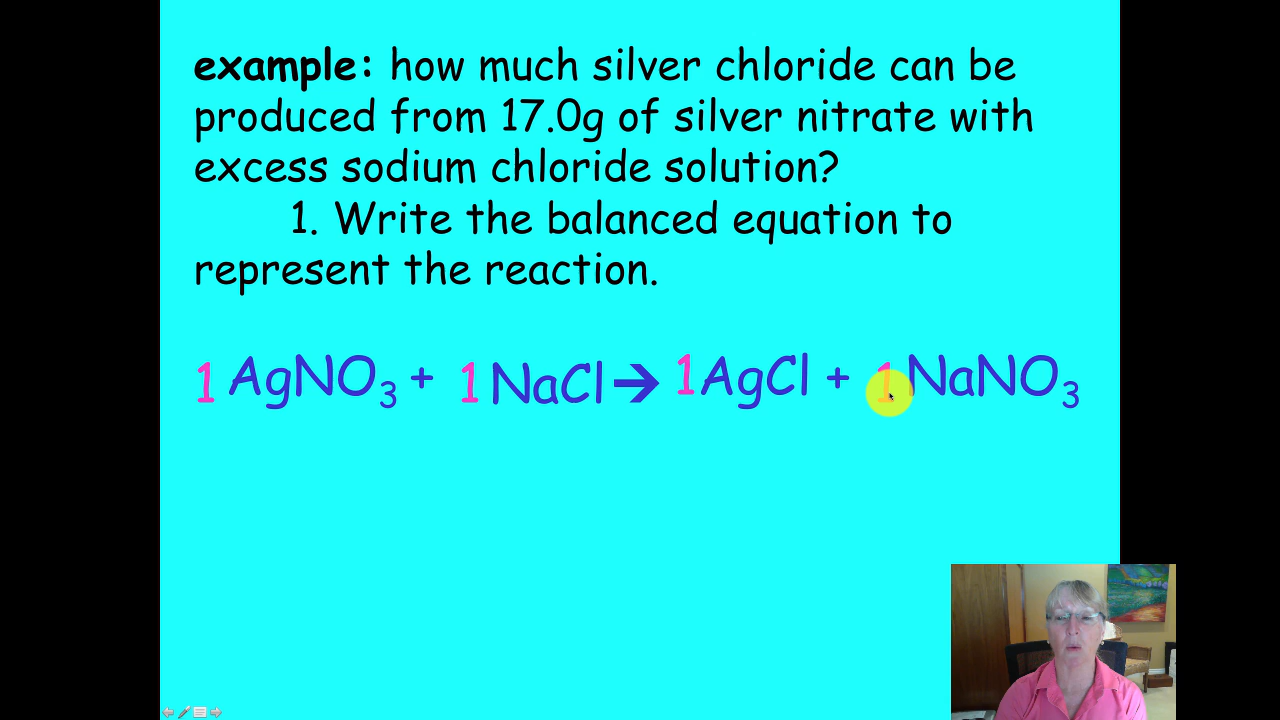 example: how much silver chloride can be
produced from 17.0g of silver nitrate with
excess sodium chloride solution?
1. Write the balanced equation to
represent the reaction.
1 AgNO₃ + 1 NaCl → 1 AgCl + 1 NaNO₃